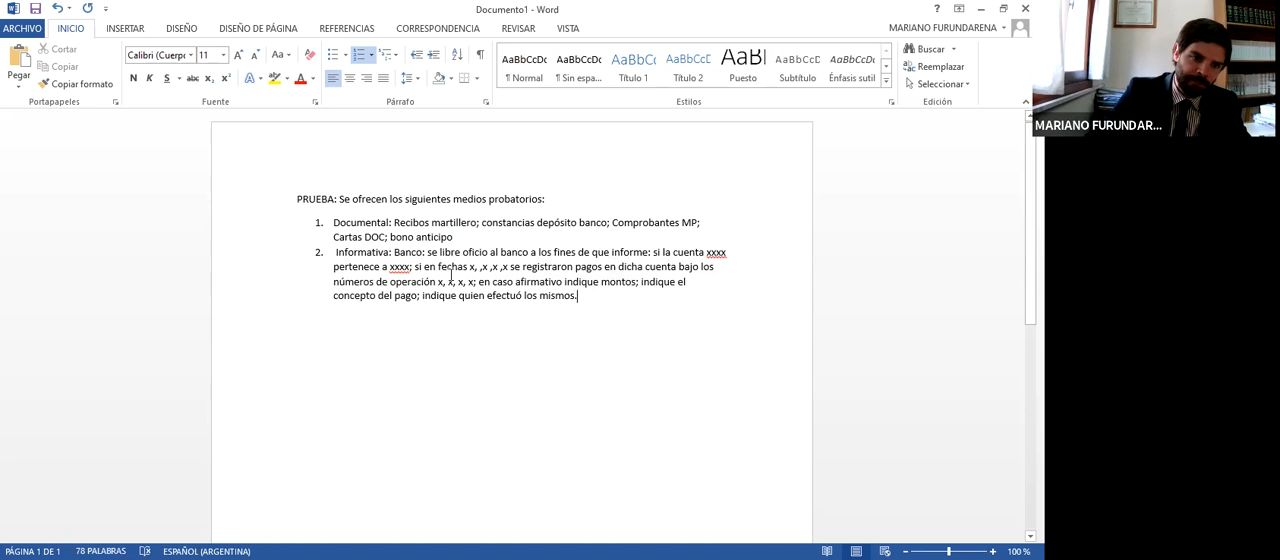 Documento1 - Word
ARCHIVO INICIO INSERTAR DISEÑO DISEÑO DE PÁGINA REFERENCIAS CORRESPONDENCIA REVISAR VISTA MARIANO FURUNDARENA
Pegar Cortar Copiar Copiar formato
Calibri (Cuerp 11
N K S abc x₂ x² A A
AaBbCcDc AaBbCcDc AaBbCc AaBbCcD AaBl AaBbCcD AaBbCcDc
¶ Normal ¶ Sin espa... Título 1 Título 2 Puesto Subtítulo Énfasis sutil
Buscar Reemplazar Seleccionar
Portapapeles Fuente Párrafo Estilos Edición
MARIANO FURUNDAR...
PRUEBA: Se ofrecen los siguientes medios probatorios:
1. Documental: Recibos martillero; constancias depósito banco; Comprobantes MP;
Cartas DOC; bono anticipo
2. Informativa: Banco: se libre oficio al banco a los fines de que informe: si la cuenta xxxx
pertenece a xxxx; si en fechas x, ,x ,x ,x se registraron pagos en dicha cuenta bajo los
números de operación x, x, x, x; en caso afirmativo indique montos; indique el
concepto del pago; indique quien efectuó los mismos.
PÁGINA 1 DE 1 78 PALABRAS ESPAÑOL (ARGENTINA) 100 %